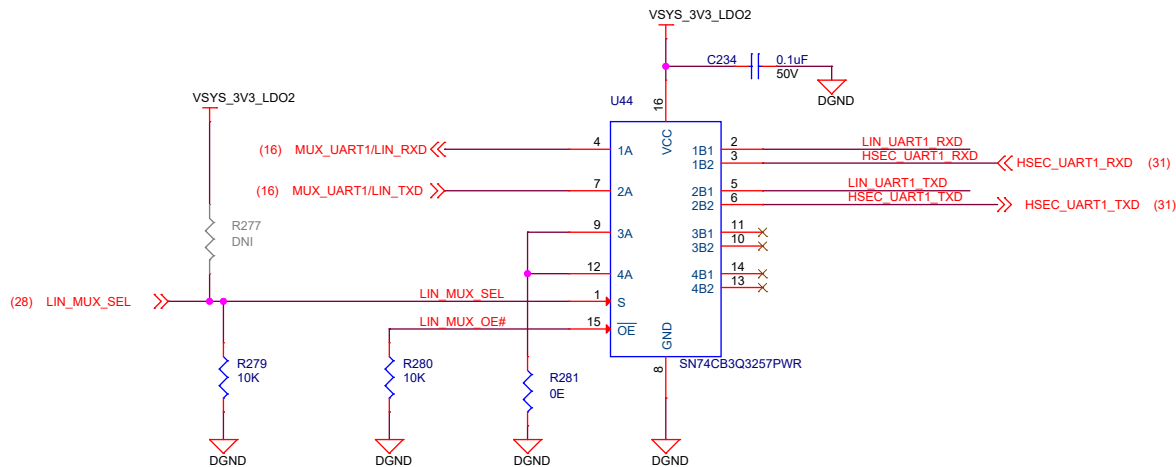 VSYS_3V3_LDO2
C234
0.1uF
50V
DGND
VSYS_3V3_LDO2
U44
16
VCC
(16) MUX_UART1/LIN_RXD
4
1A
1B1
2
LIN_UART1_RXD
1B2
3
HSEC_UART1_RXD
HSEC_UART1_RXD (31)
(16) MUX_UART1/LIN_TXD
7
2A
2B1
5
LIN_UART1_TXD
2B2
6
HSEC_UART1_TXD
HSEC_UART1_TXD (31)
R277
DNI
9
3A
3B1
11
3B2
10
12
4A
4B1
14
4B2
13
(28) LIN_MUX_SEL
LIN_MUX_SEL
1
S
LIN_MUX_OE#
15
OE
GND
8
SN74CB3Q3257PWR
R279
10K
R280
10K
R281
0E
DGND
DGND
DGND
DGND